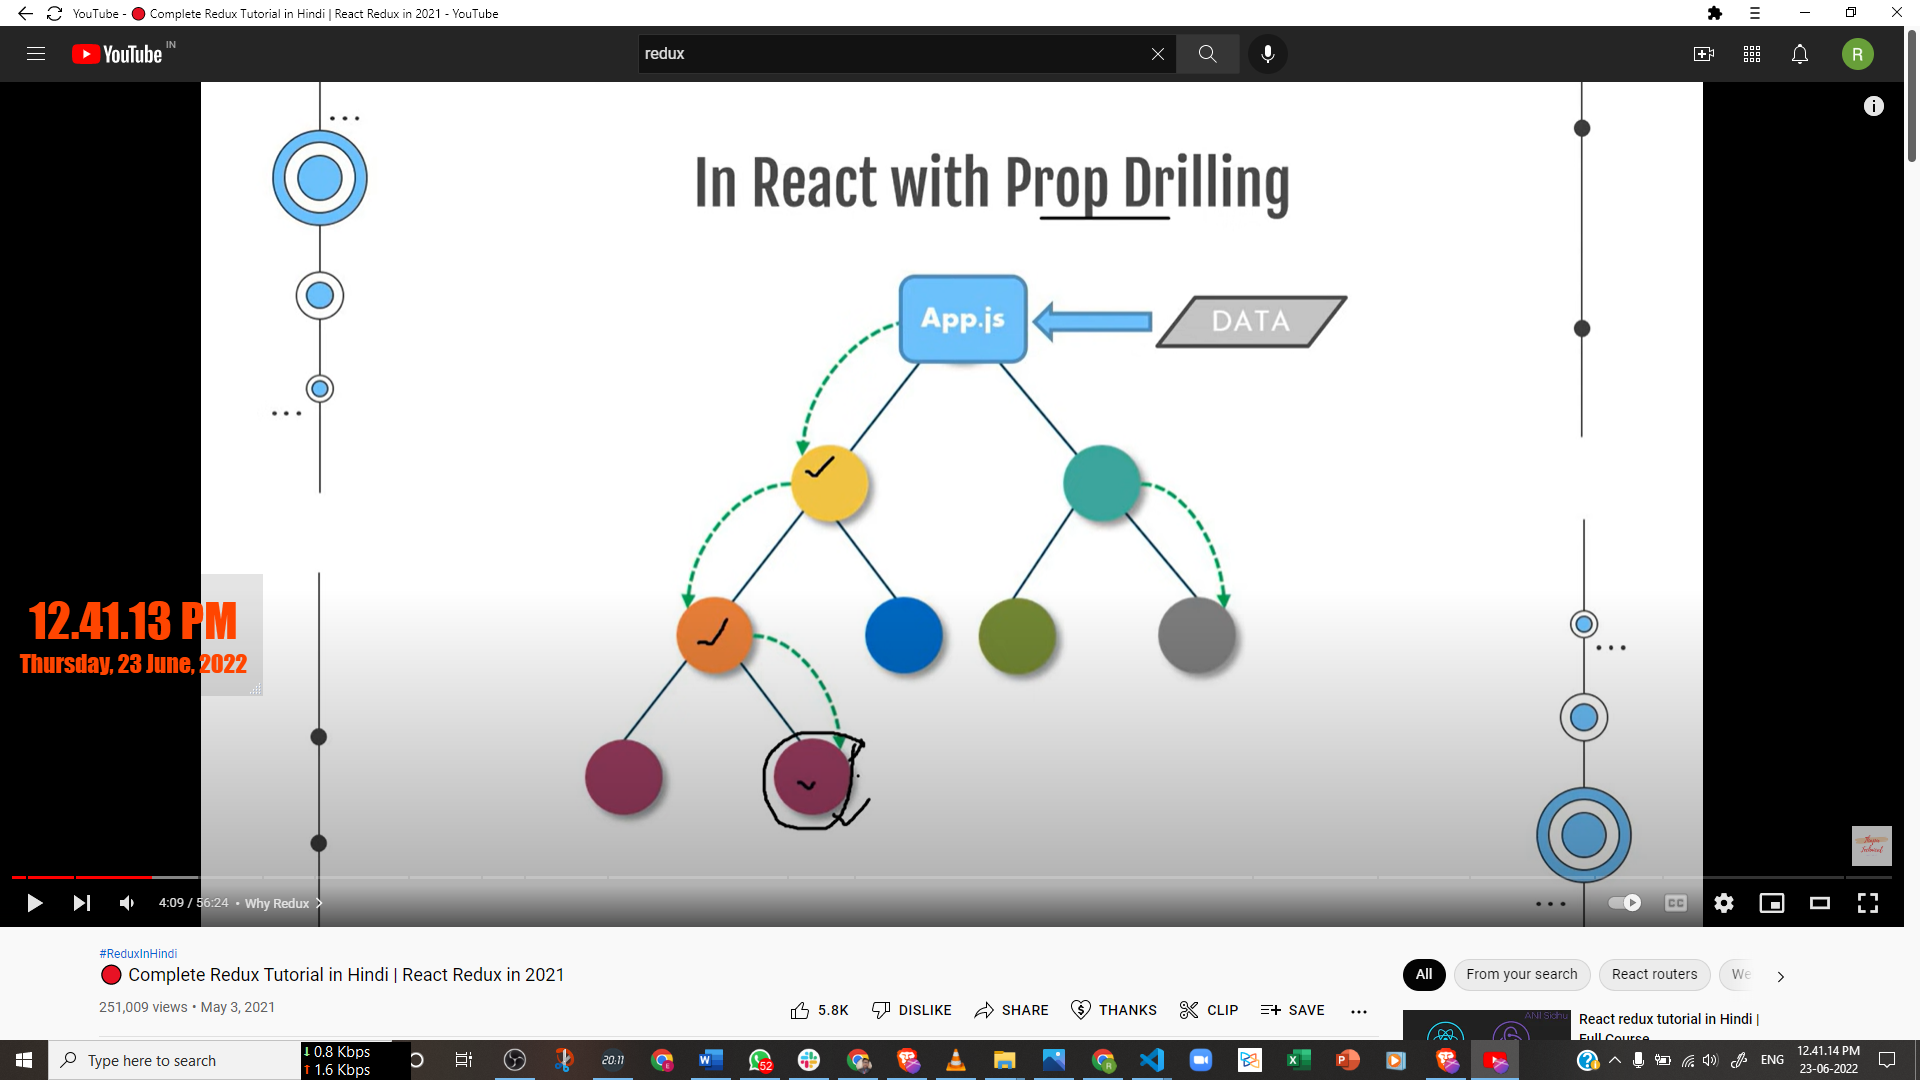 YouTube - 🔴 Complete Redux Tutorial in Hindi | React Redux in 2021 - YouTube
YouTube IN
redux
R
In React with Prop Drilling
App.js
DATA
12.41.13 PM
Thursday, 23 June, 2022
4:09 / 56:24 • Why Redux
CC
#ReduxInHindi
🔴 Complete Redux Tutorial in Hindi | React Redux in 2021
251,009 views • May 3, 2021
5.8K
DISLIKE
SHARE
THANKS
CLIP
SAVE
All
From your search
React routers
We
Anil Sidhu
React redux tutorial in Hindi |
Full Course
Type here to search
0.8 Kbps
1.6 Kbps
20:11
52
ENG
12.41.14 PM
23-06-2022